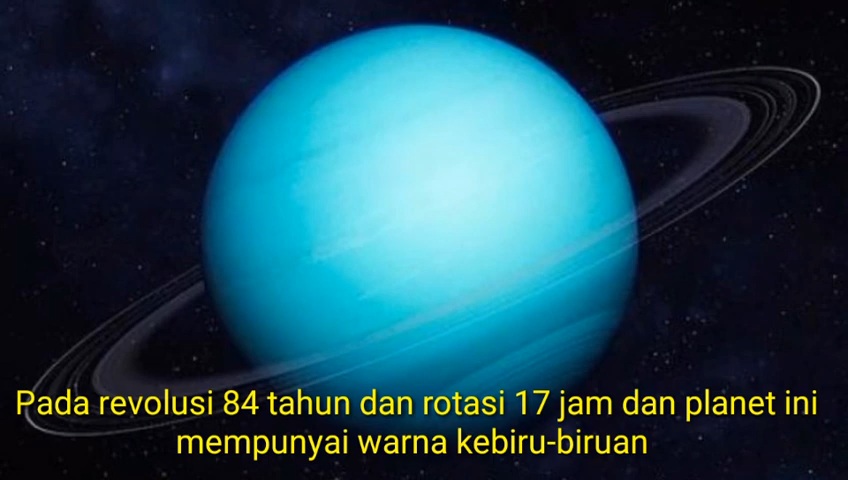 Pada revolusi 84 tahun dan rotasi 17 jam dan planet ini
mempunyai warna kebiru-biruan